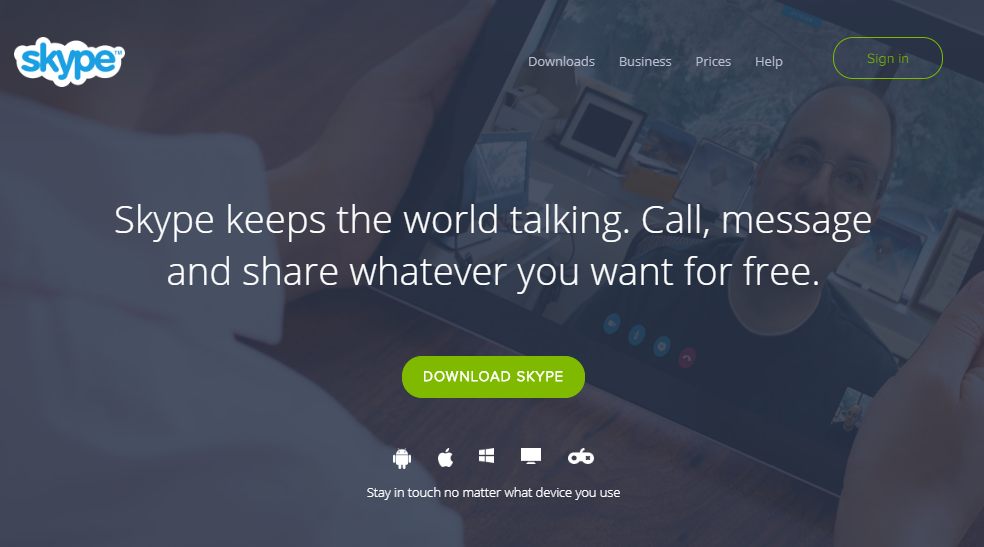 skype™
Downloads
Business
Prices
Help
Sign in
Skype keeps the world talking. Call, message
and share whatever you want for free.
DOWNLOAD SKYPE
Stay in touch no matter what device you use